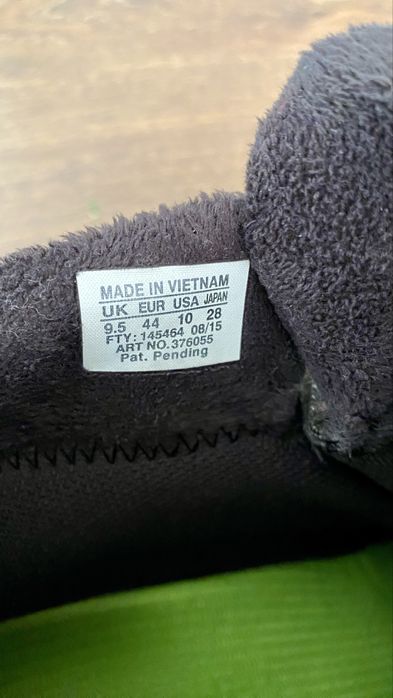 MADE IN VIETNAM
UK EUR USA JAPAN
9.5 44 10 28
FTY: 145464 08/15
ART NO.376055
Pat. Pending